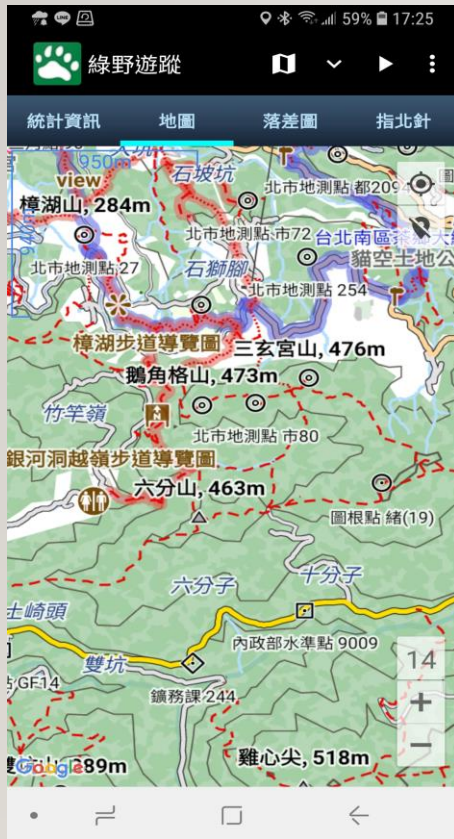 59% 17:25
綠野遊蹤
統計資訊 地圖 落差圖 指北針
950m
石坡坑
view
北市地測點 都209
樟湖山, 284m
北市地測點 市72
貓空土地公
北市地測點 27
石獅腳
北市地測點 254
樟湖步道導覽圖
三玄宮山, 476m
鵝角格山, 473m
竹竿嶺
N
北市地測點 市80
銀河洞越嶺步道導覽圖
六分山, 463m
圖根點 緒(19)
六分子
十分子
土崎頭
內政部水準點 9009
雙坑
14
GF14
鑛務課 244
+
−
雞心尖, 518m
Google
389m